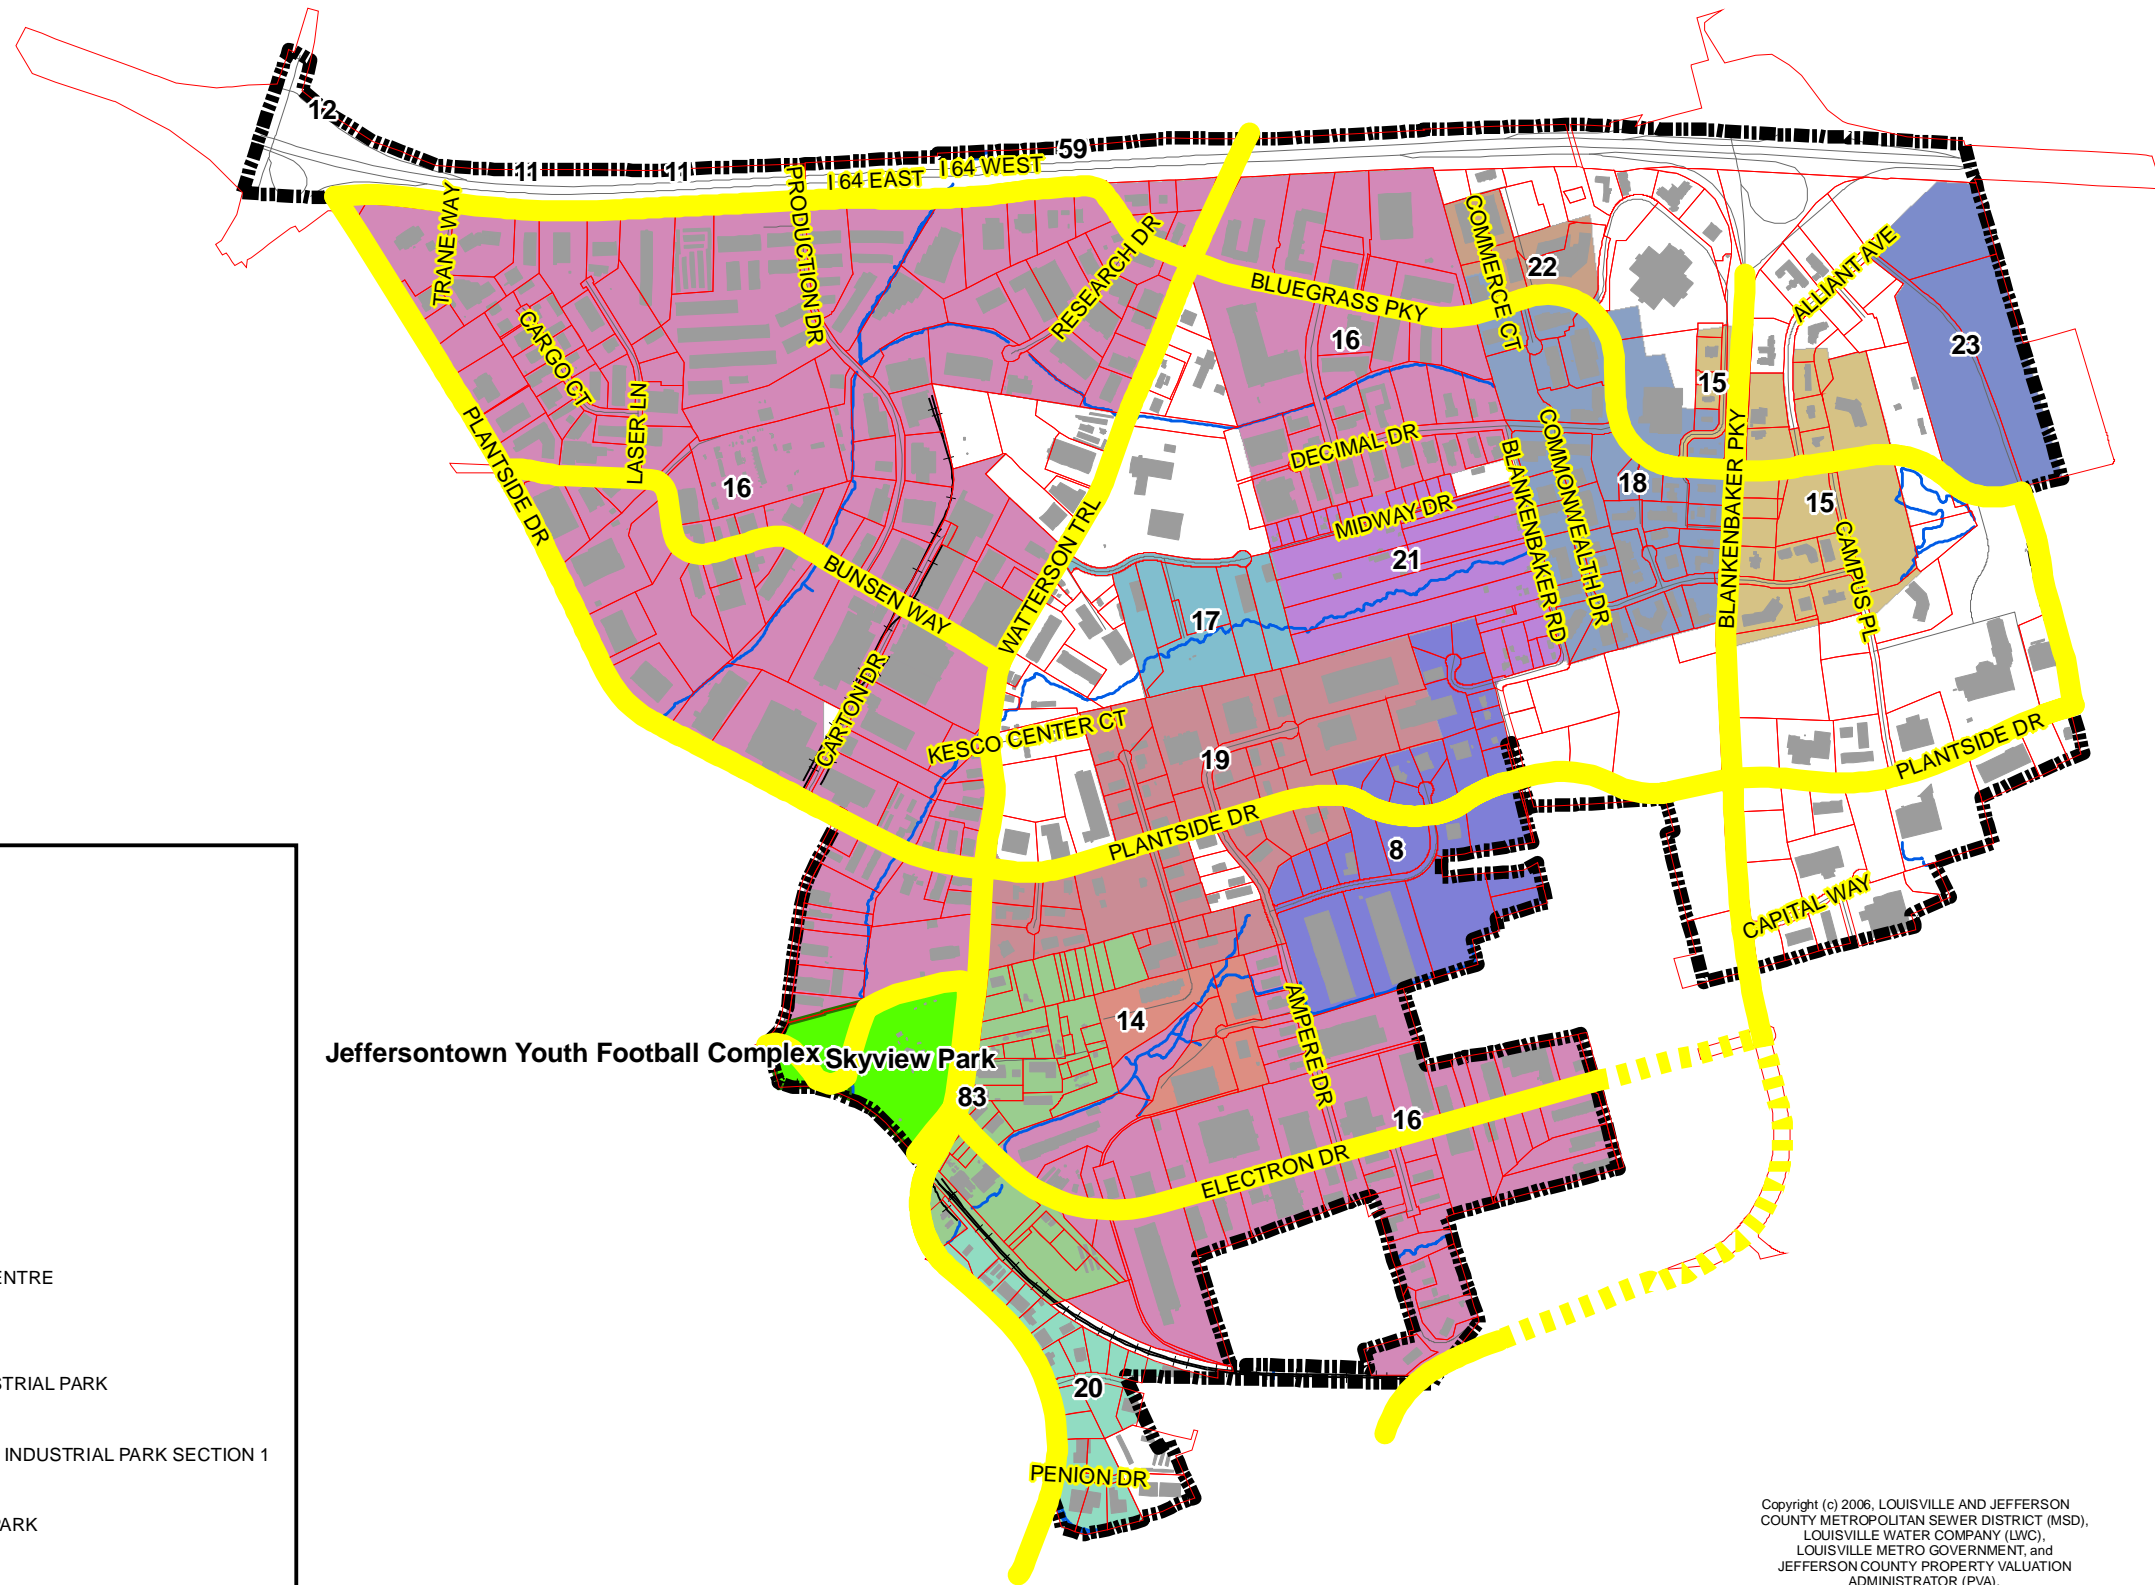 12
11
11
59
I 64 EAST
I 64 WEST
TRANE WAY
PRODUCTION DR
RESEARCH DR
COMMERCE CT
22
ALLIANT AVE
BLUEGRASS PKY
16
23
CARGO CT
LASER LN
15
PLANTSIDE DR
DECIMAL DR
BLANKENBAKER PKY
COMMONWEALTH DR
BLANKENBAKER RD
16
18
15
MIDWAY DR
WATTERSON TRL
21
CAMPUS PL
BUNSEN WAY
17
CARTON DR
KESCO CENTER CT
19
PLANTSIDE DR
PLANTSIDE DR
8
CAPITAL WAY
14
AMPERE DR
Jeffersontown Youth Football Complex
Skyview Park
83
16
ELECTRON DR
20
PENION DR
ENTRE
STRIAL PARK
INDUSTRIAL PARK SECTION 1
PARK
Copyright (c) 2006, LOUISVILLE AND JEFFERSON
COUNTY METROPOLITAN SEWER DISTRICT (MSD),
LOUISVILLE WATER COMPANY (LWC),
LOUISVILLE METRO GOVERNMENT, and
JEFFERSON COUNTY PROPERTY VALUATION
ADMINISTRATOR (PVA).